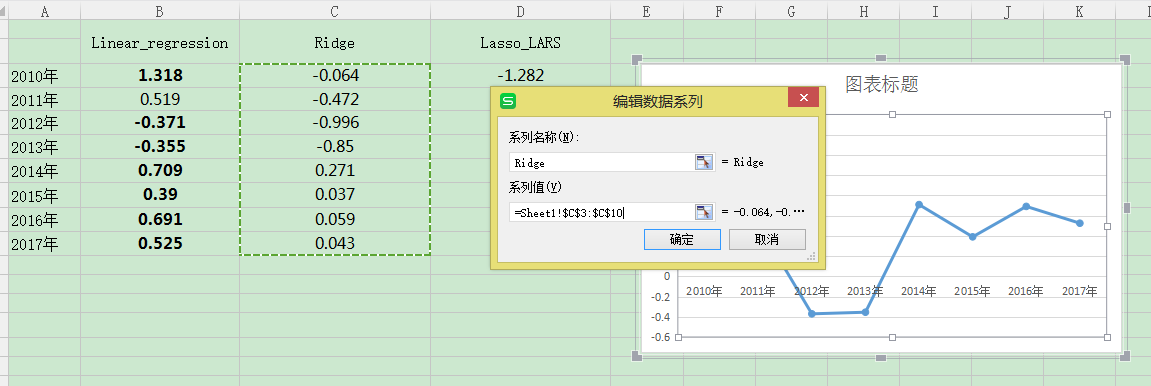 A B C D E F G H I J K
Linear_regression Ridge Lasso_LARS
2010年 1.318 -0.064 -1.282
2011年 0.519 -0.472
2012年 -0.371 -0.996
2013年 -0.355 -0.85
2014年 0.709 0.271
2015年 0.39 0.037
2016年 0.691 0.059
2017年 0.525 0.043
图表标题
S
编辑数据系列
系列名称(N):
Ridge = Ridge
系列值(V)
=Sheet1!$C$3:$C$10 = -0.064,-0.…
确定 取消
0
2010年 2011年 2012年 2013年 2014年 2015年 2016年 2017年
-0.2
-0.4
-0.6